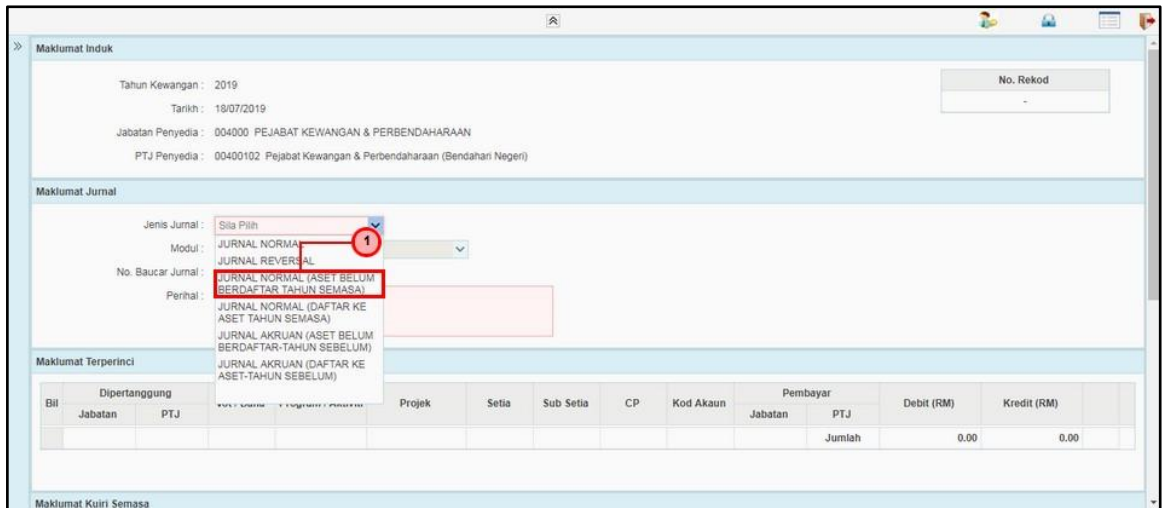 Maklumat Induk
Tahun Kewangan : 2019
No. Rekod
Tarikh : 18/07/2019
-
Jabatan Penyedia : 004000 PEJABAT KEWANGAN & PERBENDAHARAAN
PTJ Penyedia : 00400102 Pejabat Kewangan & Perbendaharaan (Bendahari Negeri)
Maklumat Jurnal
Jenis Jurnal : Sila Pilih
1
Modul :
No. Baucar Jurnal :
Perihal :
JURNAL NORMAL
JURNAL REVERSAL
JURNAL NORMAL (ASET BELUM
BERDAFTAR TAHUN SEMASA)
JURNAL NORMAL (DAFTAR KE
ASET TAHUN SEMASA)
JURNAL AKRUAN (ASET BELUM
BERDAFTAR-TAHUN SEBELUM)
JURNAL AKRUAN (DAFTAR KE
ASET-TAHUN SEBELUM)
Maklumat Terperinci
Bil Dipertanggung Projek Setia Sub Setia CP Kod Akaun Pembayar Debit (RM) Kredit (RM)
Jabatan PTJ Jabatan PTJ
Jumlah 0.00 0.00
Maklumat Kuiri Semasa